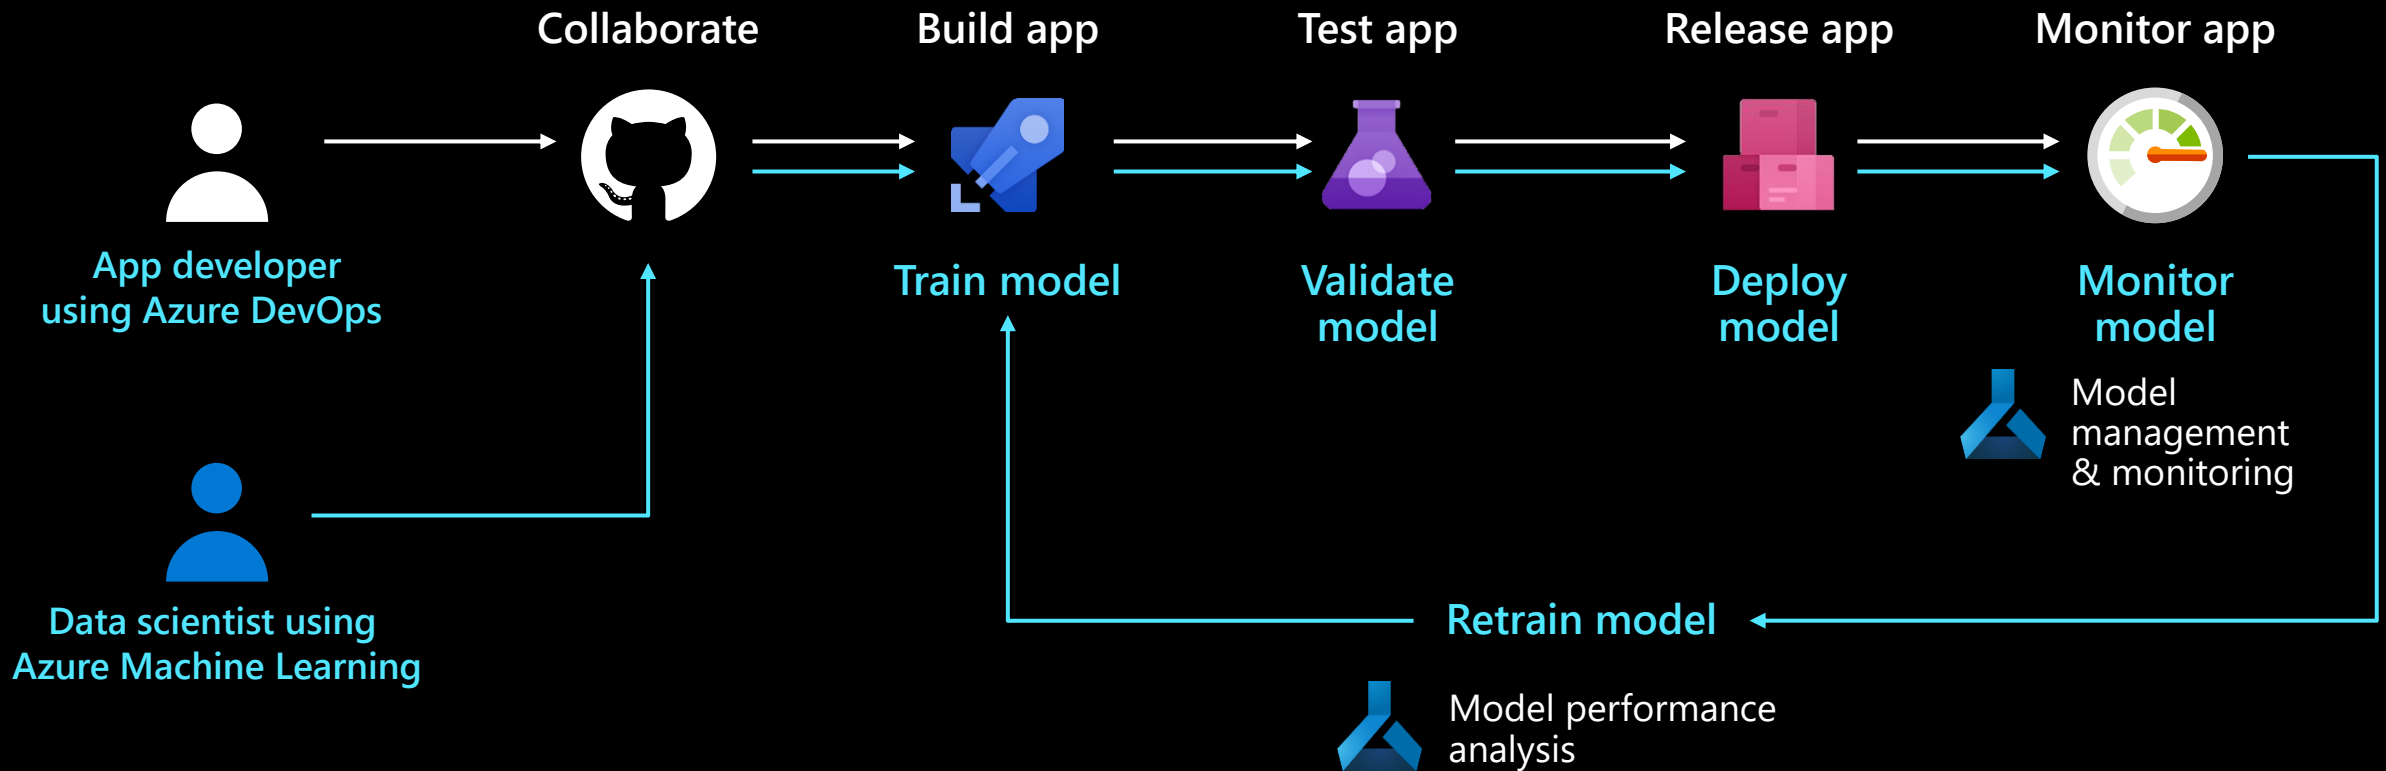 Collaborate
Build app
Test app
Release app
Monitor app
App developer
using Azure DevOps
Train model
Validate
model
Deploy
model
Monitor
model
Model
management
& monitoring
Data scientist using
Azure Machine Learning
Retrain model
Model performance
analysis